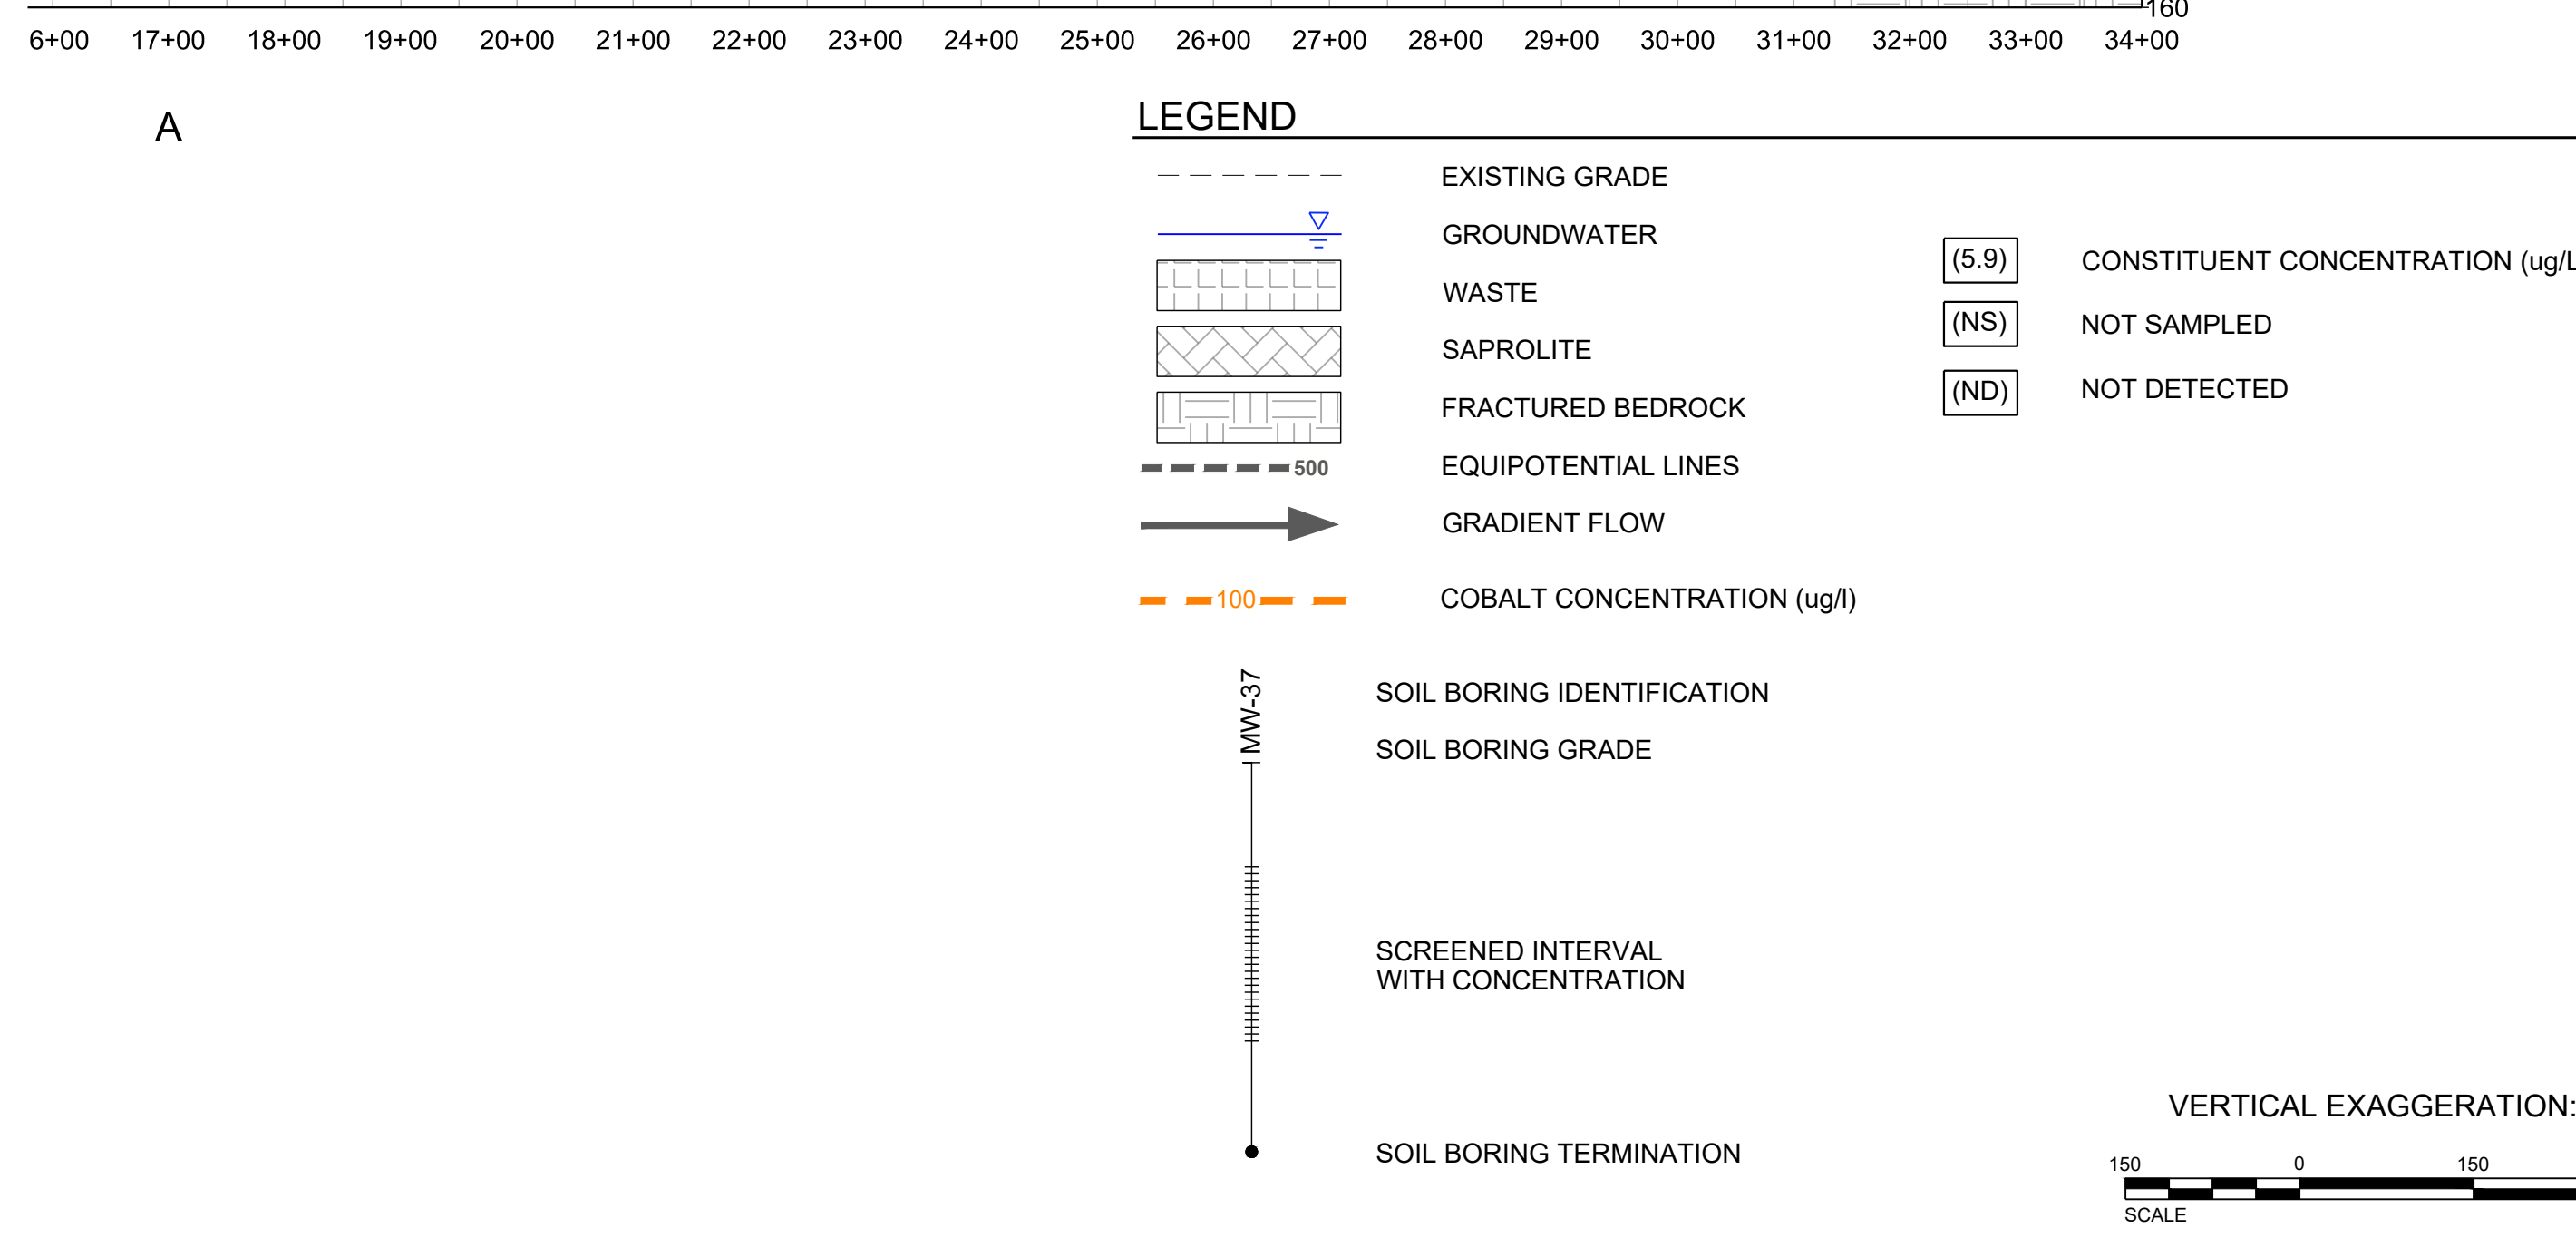 160
6+00 17+00 18+00 19+00 20+00 21+00 22+00 23+00 24+00 25+00 26+00 27+00 28+00 29+00 30+00 31+00 32+00 33+00 34+00
A
LEGEND
EXISTING GRADE
GROUNDWATER
WASTE
SAPROLITE
FRACTURED BEDROCK
500 EQUIPOTENTIAL LINES
GRADIENT FLOW
100 COBALT CONCENTRATION (ug/l)
(5.9) CONSTITUENT CONCENTRATION (ug/L
(NS) NOT SAMPLED
(ND) NOT DETECTED
MW-37
SOIL BORING IDENTIFICATION
SOIL BORING GRADE
SCREENED INTERVAL
WITH CONCENTRATION
SOIL BORING TERMINATION
VERTICAL EXAGGERATION:
150 0 150
SCALE